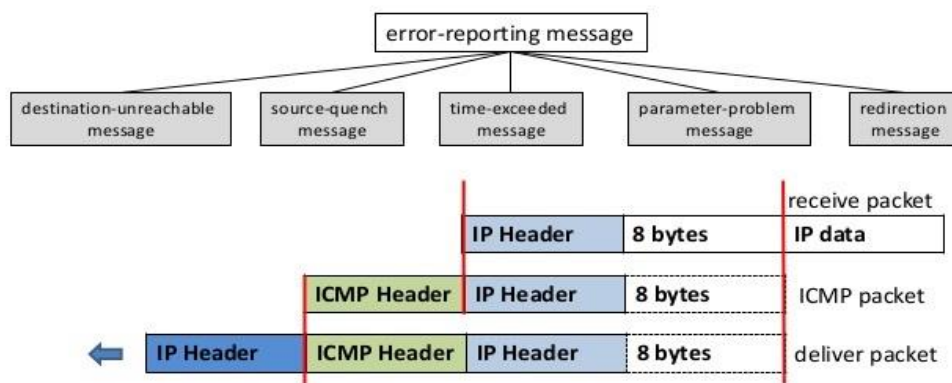 error-reporting message
destination-unreachable
message
source-quench
message
time-exceeded
message
parameter-problem
message
redirection
message
receive packet
IP Header 8 bytes IP data
ICMP Header IP Header 8 bytes ICMP packet
IP Header ICMP Header IP Header 8 bytes deliver packet